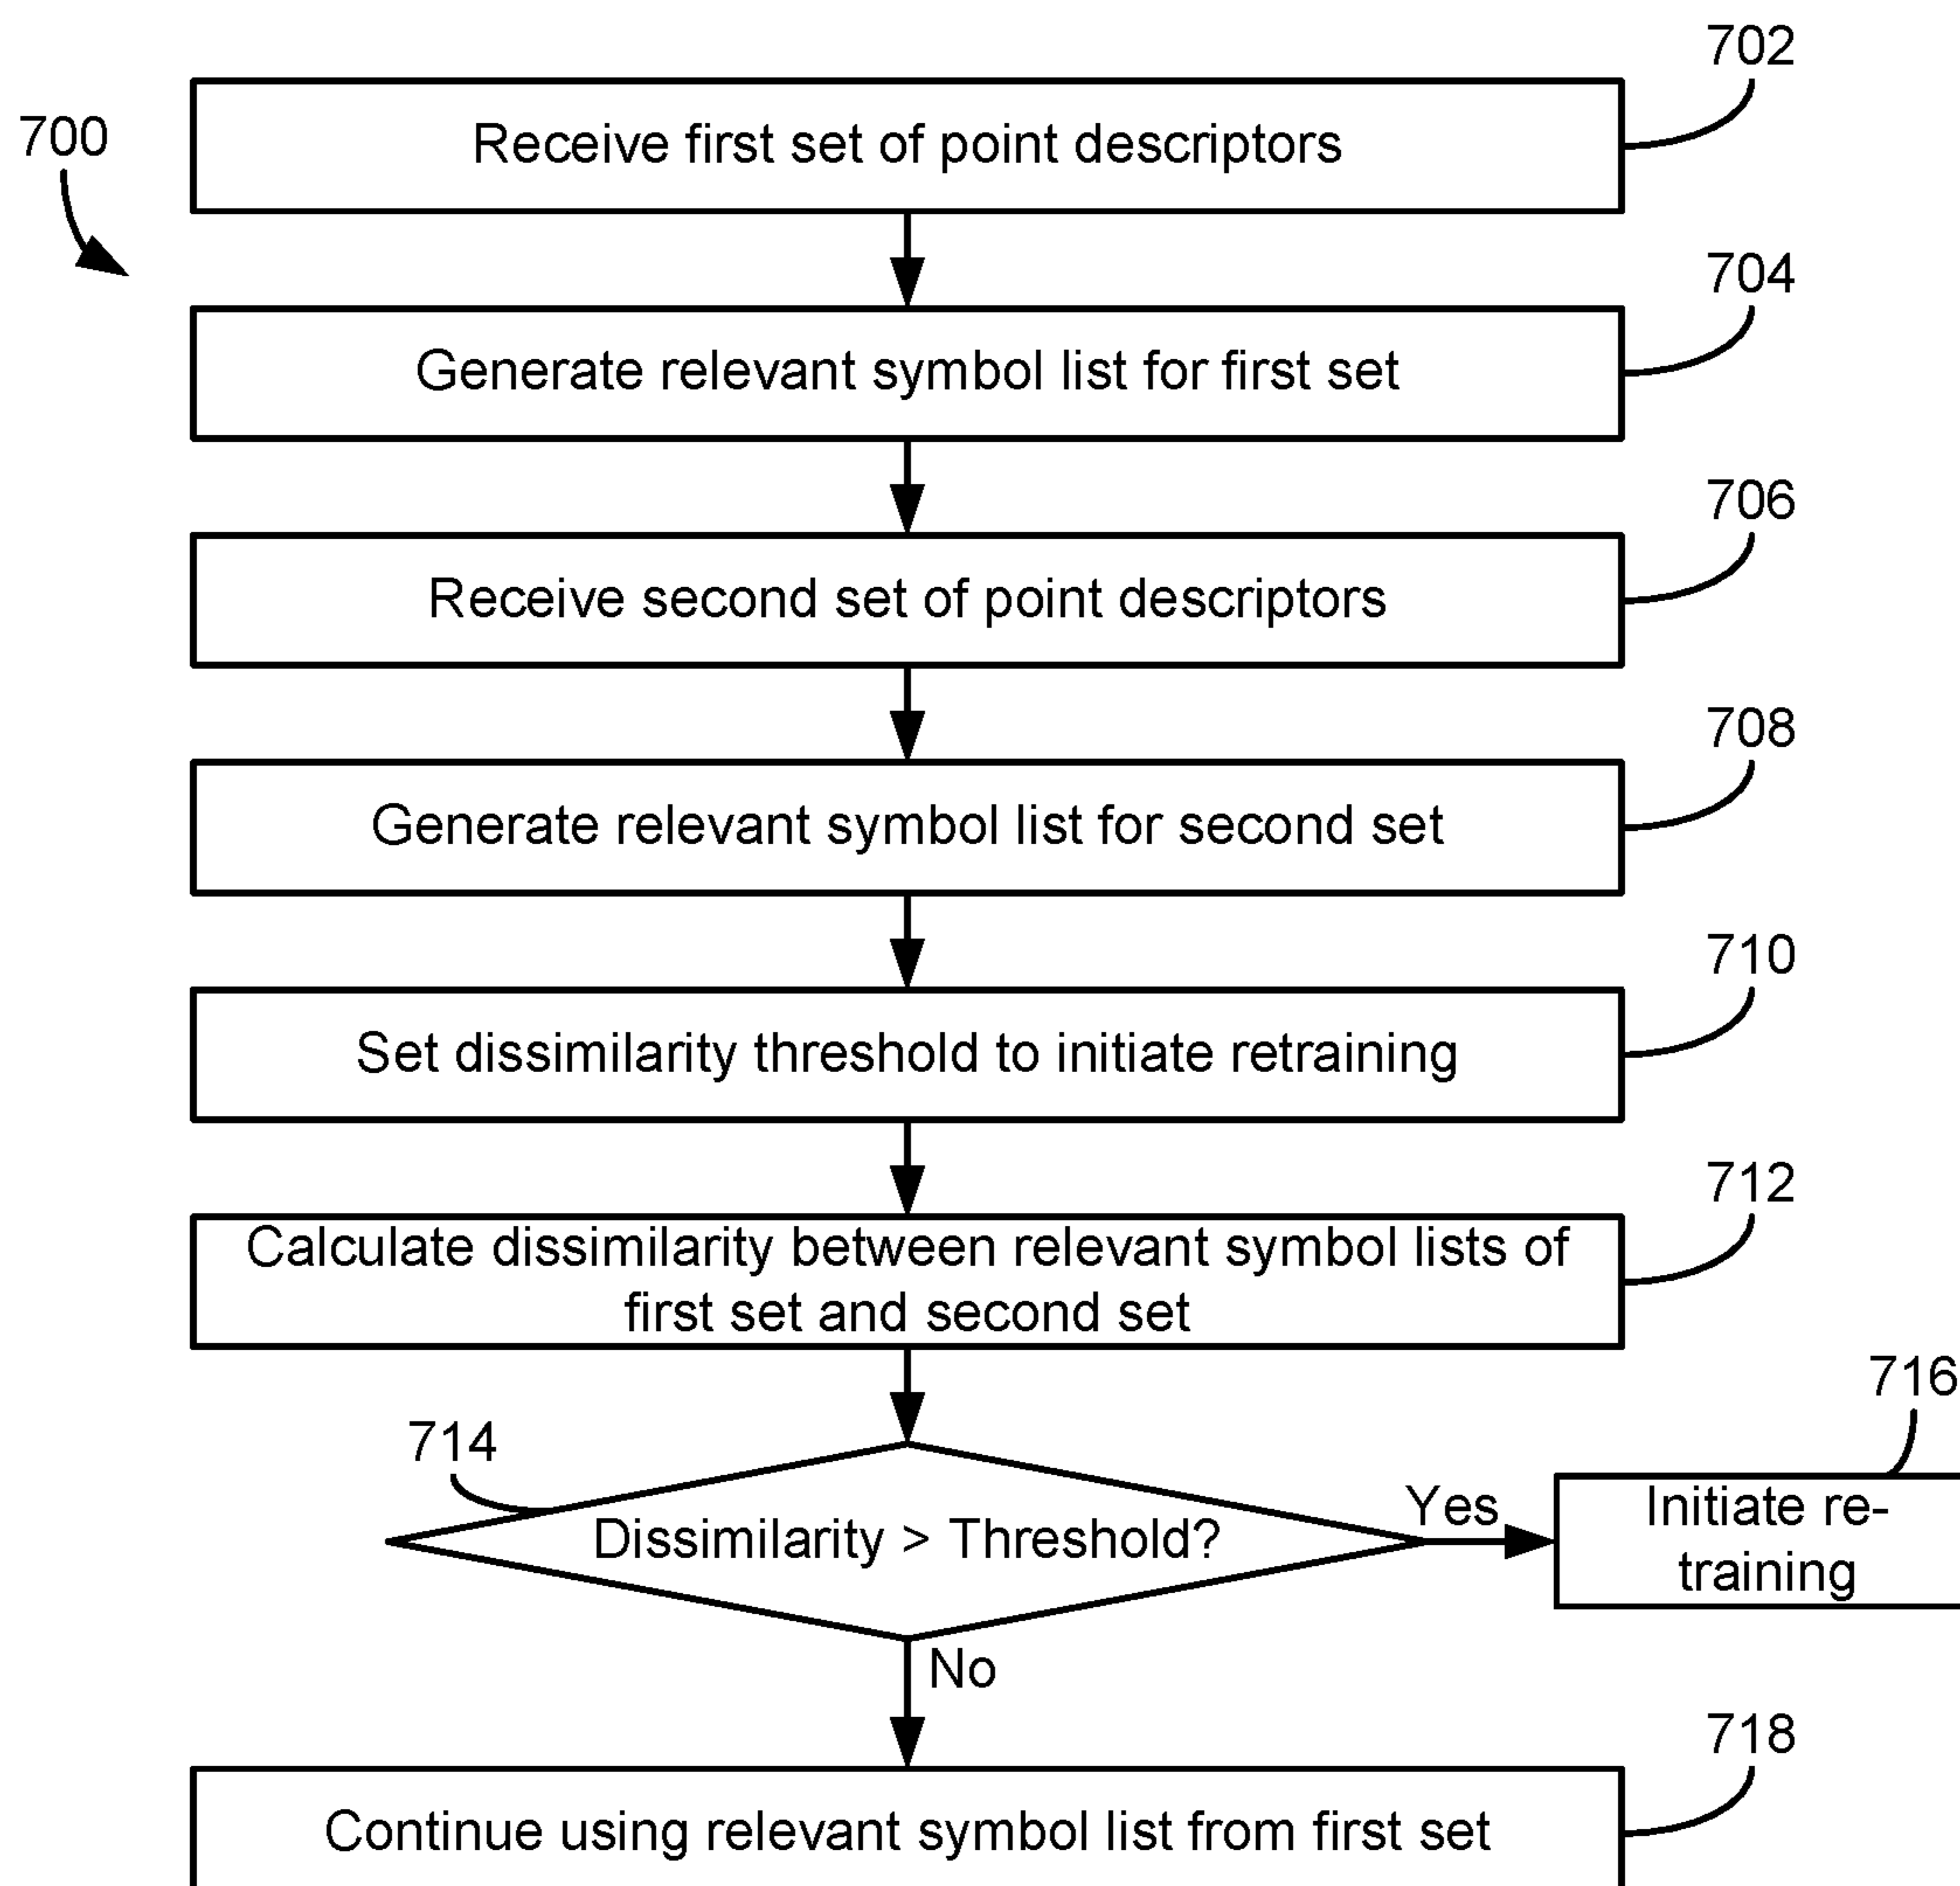 702
700
Receive first set of point descriptors
704
Generate relevant symbol list for first set
706
Receive second set of point descriptors
708
Generate relevant symbol list for second set
710
Set dissimilarity threshold to initiate retraining
712
Calculate dissimilarity between relevant symbol lists of
first set and second set
716
714
Yes
Initiate re-
training
Dissimilarity > Threshold?
No
718
Continue using relevant symbol list from first set